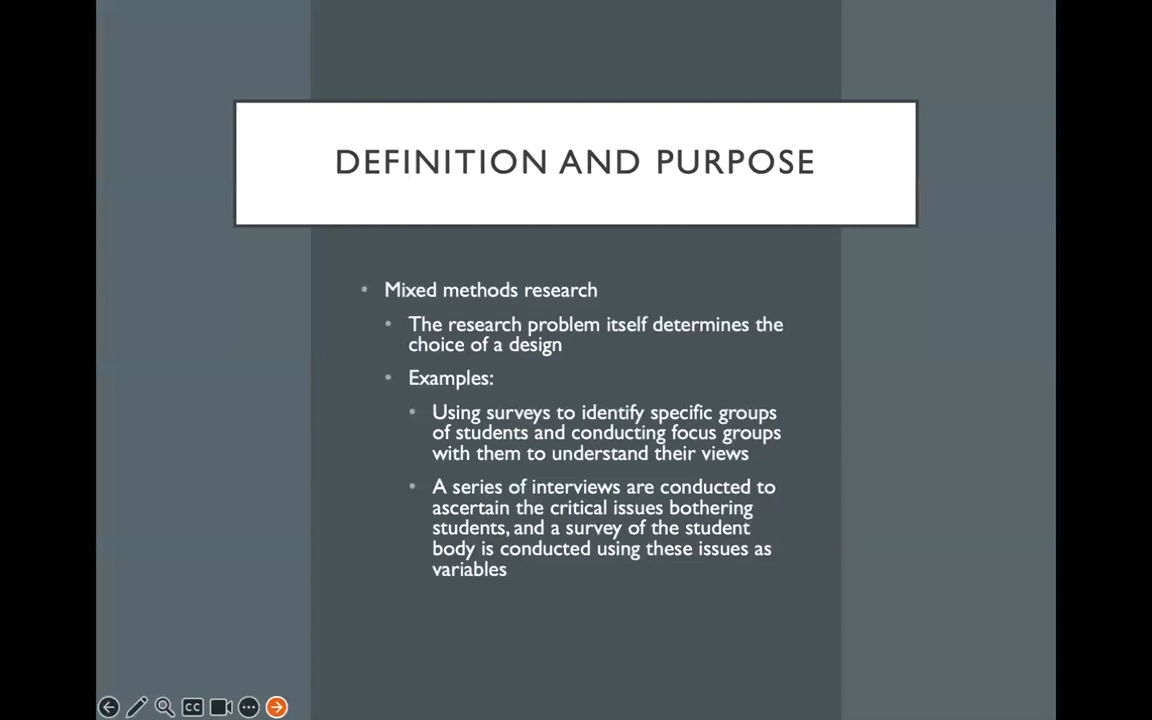 DEFINITION AND PURPOSE
• Mixed methods research
• The research problem itself determines the
choice of a design
• Examples:
• Using surveys to identify specific groups
of students and conducting focus groups
with them to understand their views
• A series of interviews are conducted to
ascertain the critical issues bothering
students, and a survey of the student
body is conducted using these issues as
variables
CC